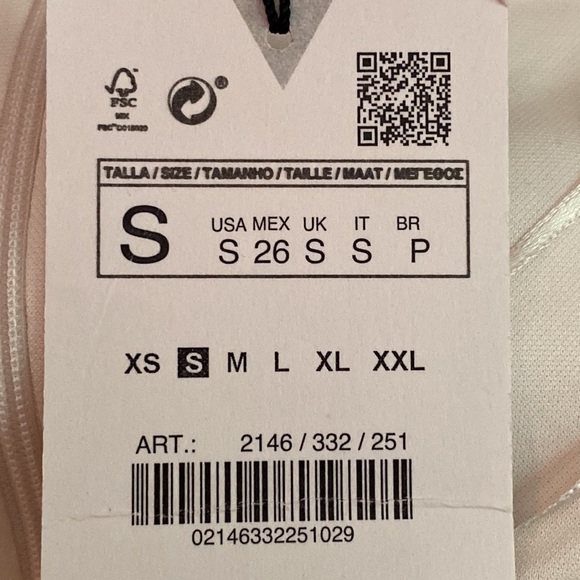 FSC
MIX
®
TALLA / SIZE / TAMANHO / TAILLE / MAAT / ΜΕΓΕΘΟΣ
S
USA MEX UK IT BR
S 26 S S P
XS S M L XL XXL
ART.: 2146 / 332 / 251
02146332251029